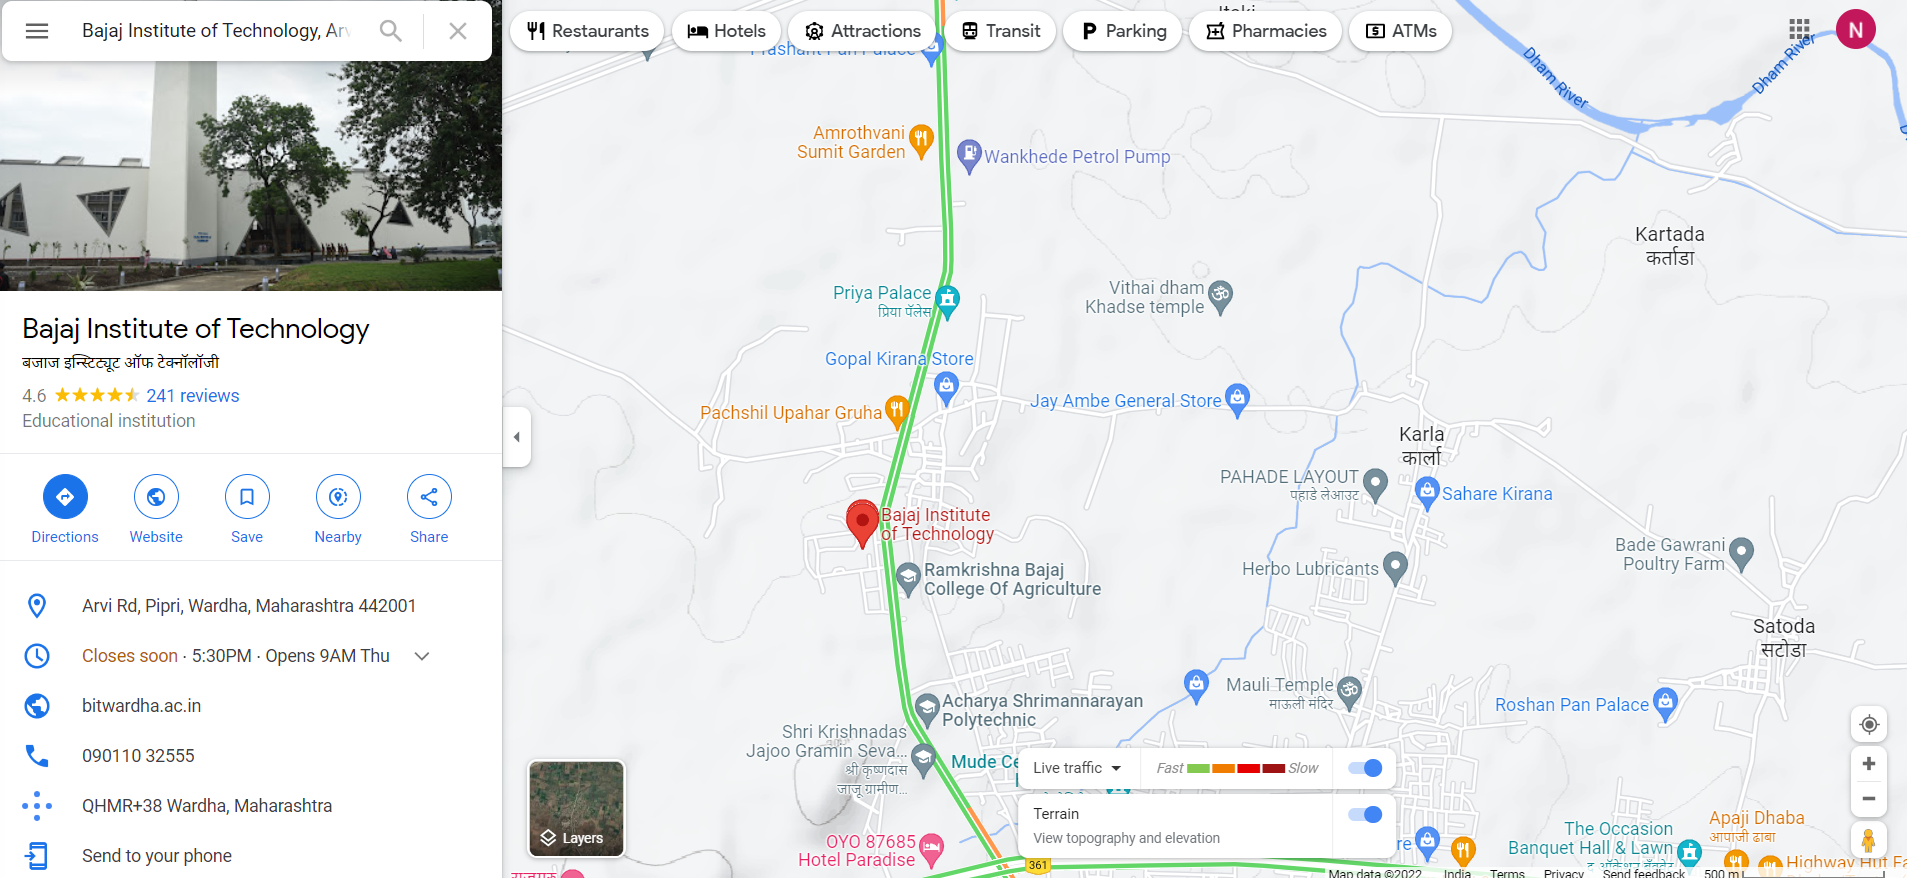 Bajaj Institute of Technology, Arv
Restaurants
Hotels
Attractions
Transit
Parking
Pharmacies
ATMs
N
Bajaj Institute of Technology
बजाज इन्स्टिट्यूट ऑफ टेक्नॉलॉजी
4.6 241 reviews
Educational institution
Directions
Website
Save
Nearby
Share
Arvi Rd, Pipri, Wardha, Maharashtra 442001
Closes soon · 5:30PM · Opens 9AM Thu
bitwardha.ac.in
090110 32555
QHMR+38 Wardha, Maharashtra
Send to your phone
Prashant Pan Palace
Dham River
Dham River
Amrothvani
Sumit Garden
Wankhede Petrol Pump
Kartada
कर्ताडा
Priya Palace
प्रिया पॅलेस
Vithai dham
Khadse temple
Gopal Kirana Store
Pachshil Upahar Gruha
Jay Ambe General Store
Karla
कार्ला
PAHADE LAYOUT
पहाडे लेआउट
Sahare Kirana
Bajaj Institute
of Technology
Ramkrishna Bajaj
College Of Agriculture
Herbo Lubricants
Bade Gawrani
Poultry Farm
Satoda
सटोडा
Acharya Shrimannarayan
Polytechnic
Mauli Temple
माऊली मंदिर
Roshan Pan Palace
Shri Krishnadas
Jajoo Gramin Seva...
श्री कृष्णदास
जाजू ग्रामीण...
Mude Ce
Live traffic
Fast
Slow
Terrain
View topography and elevation
Layers
OYO 87685
Hotel Paradise
361
re
The Occasion
Banquet Hall & Lawn
Apaji Dhaba
आपाजी ढाबा
Highway Hut Fa
Map data ©2022 India Terms Privacy Send feedback 500 m